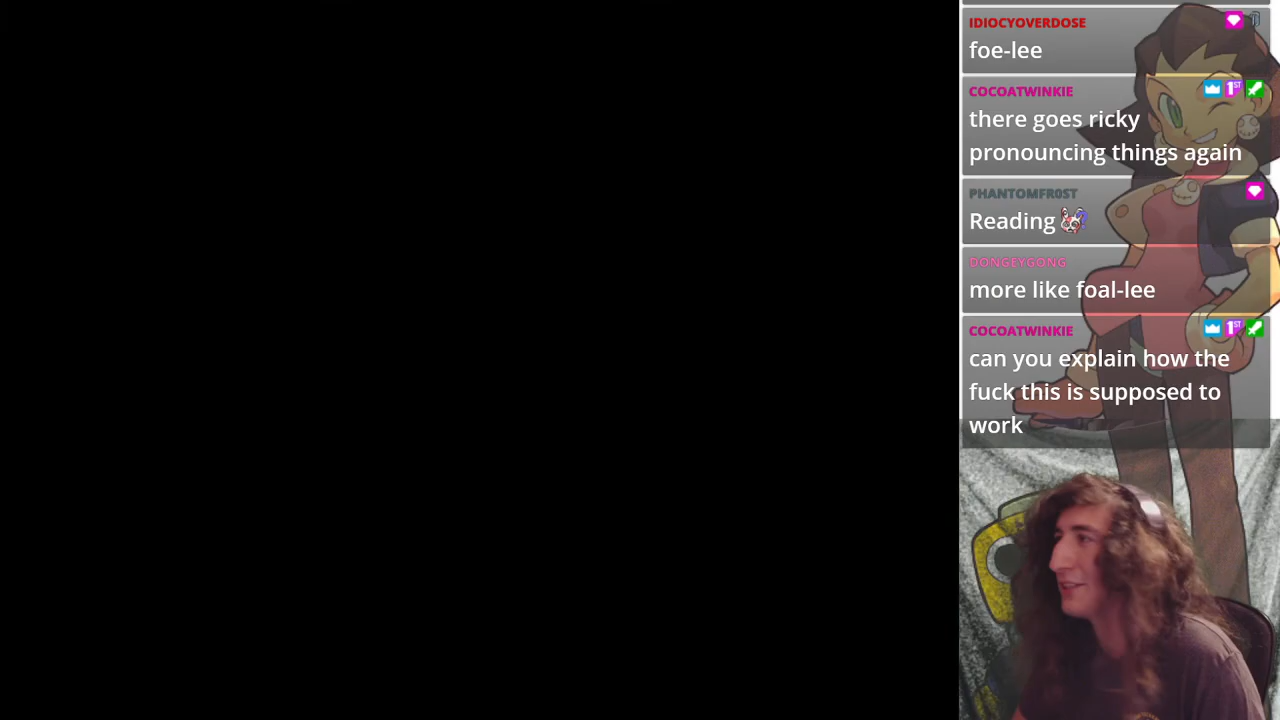 IDIOCYOVERDOSE
foe-lee
COCOATWINKIE
there goes ricky
pronouncing things again
PHANTOMFR0ST
Reading
DONGEYGONG
more like foal-lee
COCOATWINKIE
can you explain how the
fuck this is supposed to
work